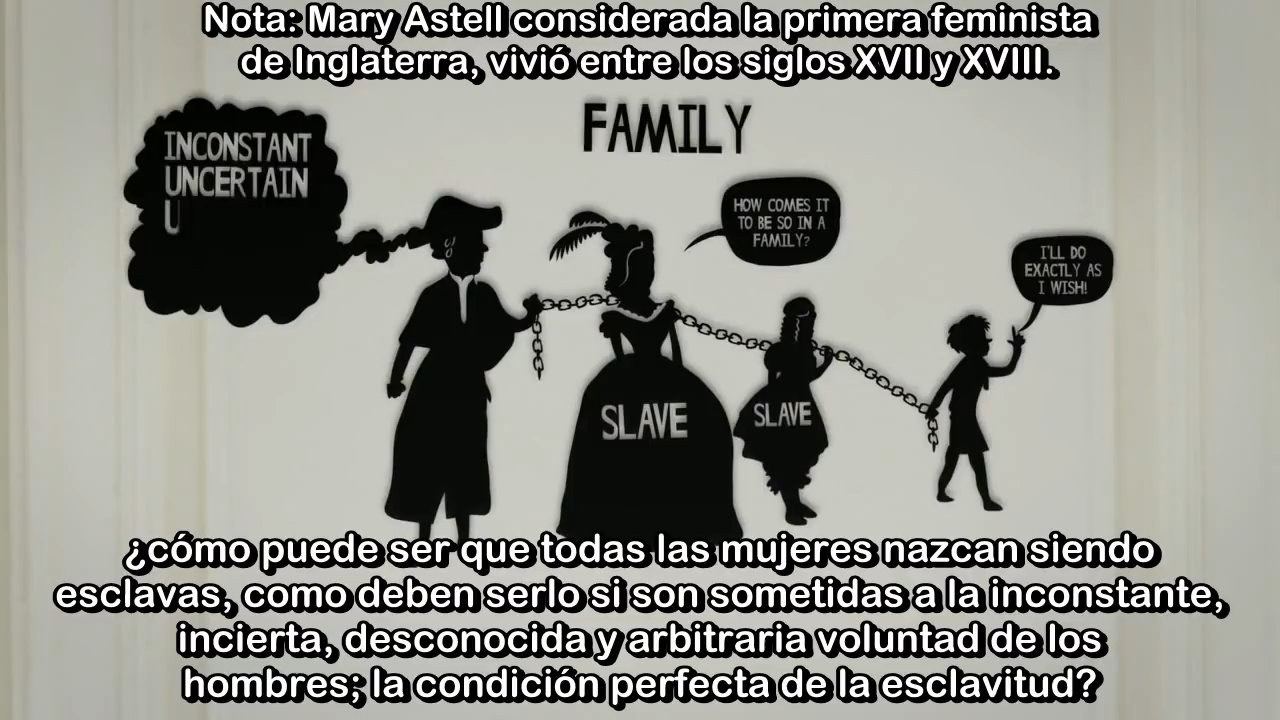 Nota: Mary Astell considerada la primera feminista
de Inglaterra, vivió entre los siglos XVII y XVIII.
FAMILY
INCONSTANT
UNCERTAIN
U
HOW COMES IT
TO BE SO IN A
FAMILY?
I'LL DO
EXACTLY AS
I WISH!
SLAVE
SLAVE
¿cómo puede ser que todas las mujeres nazcan siendo
esclavas, como deben serlo si son sometidas a la inconstante,
incierta, desconocida y arbitraria voluntad de los
hombres; la condición perfecta de la esclavitud?